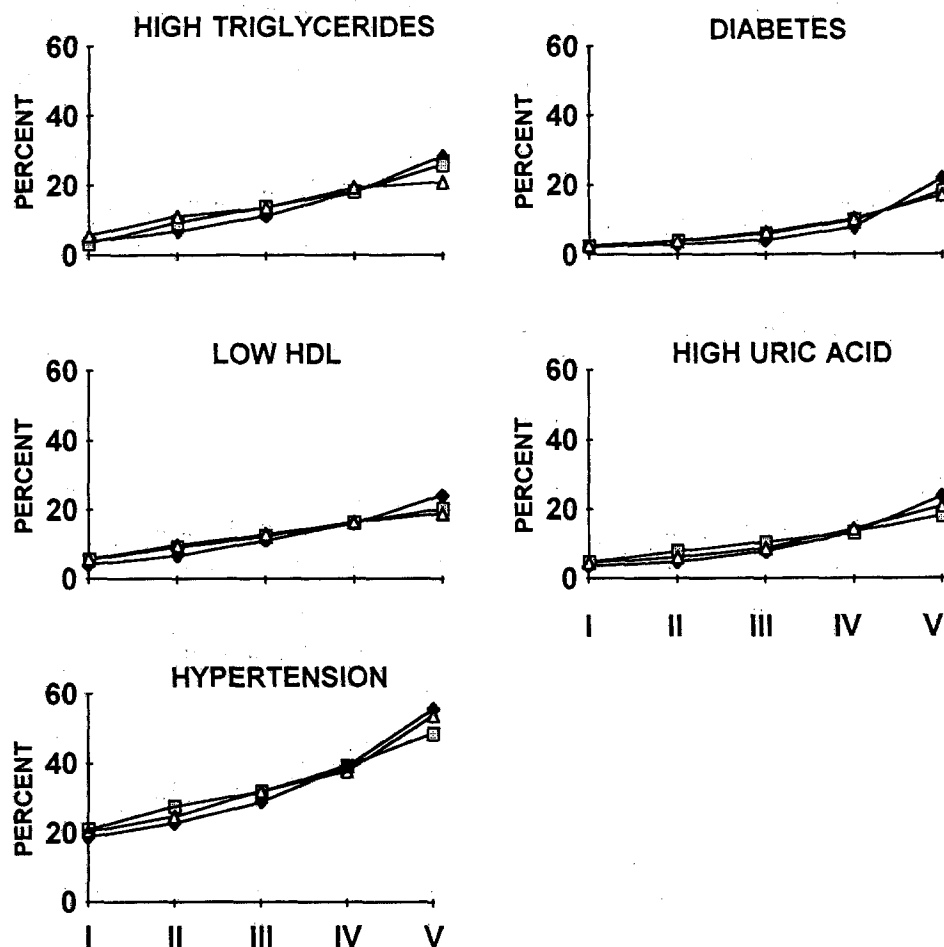 HIGH TRIGLYCERIDES
60
40
20
0
PERCENT
DIABETES
60
40
20
0
PERCENT
LOW HDL
60
40
20
0
PERCENT
HIGH URIC ACID
60
40
20
0
PERCENT
I II III IV V
HYPERTENSION
60
40
20
0
PERCENT
I II III IV V